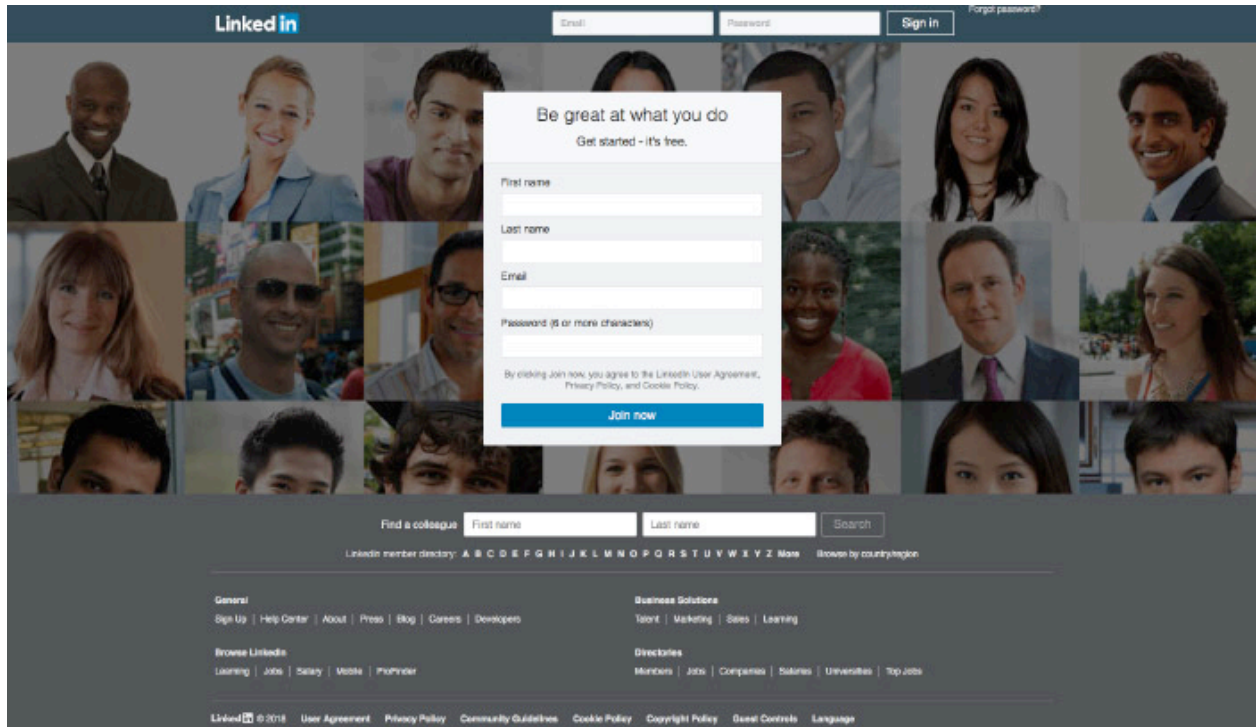 Linked in Email Password Sign in Forgot password?
Be great at what you do
Get started - it's free.
First name
Last name
Email
Password (6 or more characters)
By clicking Join now, you agree to the LinkedIn User Agreement,
Privacy Policy, and Cookie Policy.
Join now
Find a colleague First name Last name Search
LinkedIn member directory: A B C D E F G H I J K L M N O P Q R S T U V W X Y Z More Browse by country/region
General
Sign Up | Help Center | About | Press | Blog | Careers | Developers
Business Solutions
Talent | Marketing | Sales | Learning
Browse LinkedIn
Learning | Jobs | Salary | Mobile | ProFinder
Directories
Members | Jobs | Companies | Salaries | Universities | Top Jobs
Linked in © 2018 User Agreement Privacy Policy Community Guidelines Cookie Policy Copyright Policy Guest Controls Language